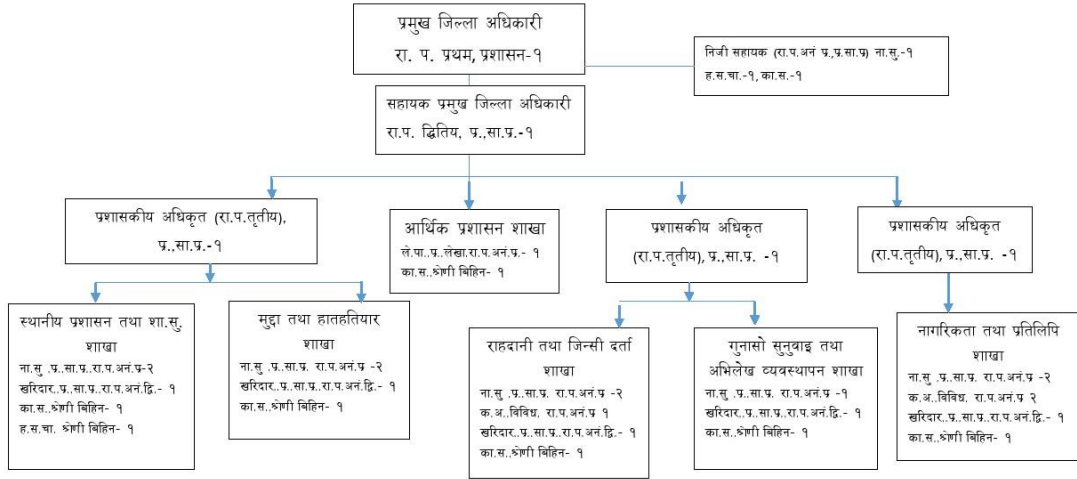 प्रमुख जिल्ला अधिकारी
रा. प. प्रथम, प्रशासन-१
निजी सहायक (रा.प.अनं प्र.,प्र.सा.प्र) ना.सु.-१
ह.स.चा.-१, का.स.-१
सहायक प्रमुख जिल्ला अधिकारी
रा.प. द्धितिय, प्र.,सा.प्र.-१
प्रशासकीय अधिकृत (रा.प.तृतीय),
प्र.,सा.प्र.-१
आर्थिक प्रशासन शाखा
ले.पा..प्र..लेखा.रा.प.अनं.प्र.- १
का.स..श्रेणी बिहिन- १
प्रशासकीय अधिकृत
(रा.प.तृतीय), प्र.,सा.प्र. -१
प्रशासकीय अधिकृत
(रा.प.तृतीय), प्र.,सा.प्र. -१
स्थानीय प्रशासन तथा शा.सु.
शाखा
ना.सु .प्र..सा.प्र..रा.प.अनं.प्र-२
खरिदार..प्र..सा.प्र..रा.प.अनं.द्वि.- १
का.स..श्रेणी बिहिन- १
ह.स.चा. श्रेणी बिहिन- १
मुद्दा तथा हातहतियार
शाखा
ना.सु .प्र..सा.प्र. रा.प.अनं.प्र -२
खरिदार..प्र..सा.प्र..रा.प.अनं.द्वि.- १
का.स..श्रेणी बिहिन- १
राहदानी तथा जिन्सी दर्ता
शाखा
ना.सु .प्र..सा.प्र. रा.प.अनं.प्र -२
क.अ..विविध. रा.प.अनं.प्र १
खरिदार..प्र..सा.प्र..रा.प.अनं.द्वि.- १
का.स..श्रेणी बिहिन- १
गुनासो सुनुवाइ तथा
अभिलेख व्यवस्थापन शाखा
ना.सु .प्र..सा.प्र. रा.प.अनं.प्र -१
खरिदार..प्र..सा.प्र..रा.प.अनं.द्वि.- १
का.स..श्रेणी बिहिन- १
नागरिकता तथा प्रतिलिपि
शाखा
ना.सु .प्र..सा.प्र. रा.प.अनं.प्र -२
क.अ..विविध. रा.प.अनं.प्र २
खरिदार..प्र..सा.प्र..रा.प.अनं.द्वि.- १
का.स..श्रेणी बिहिन- १